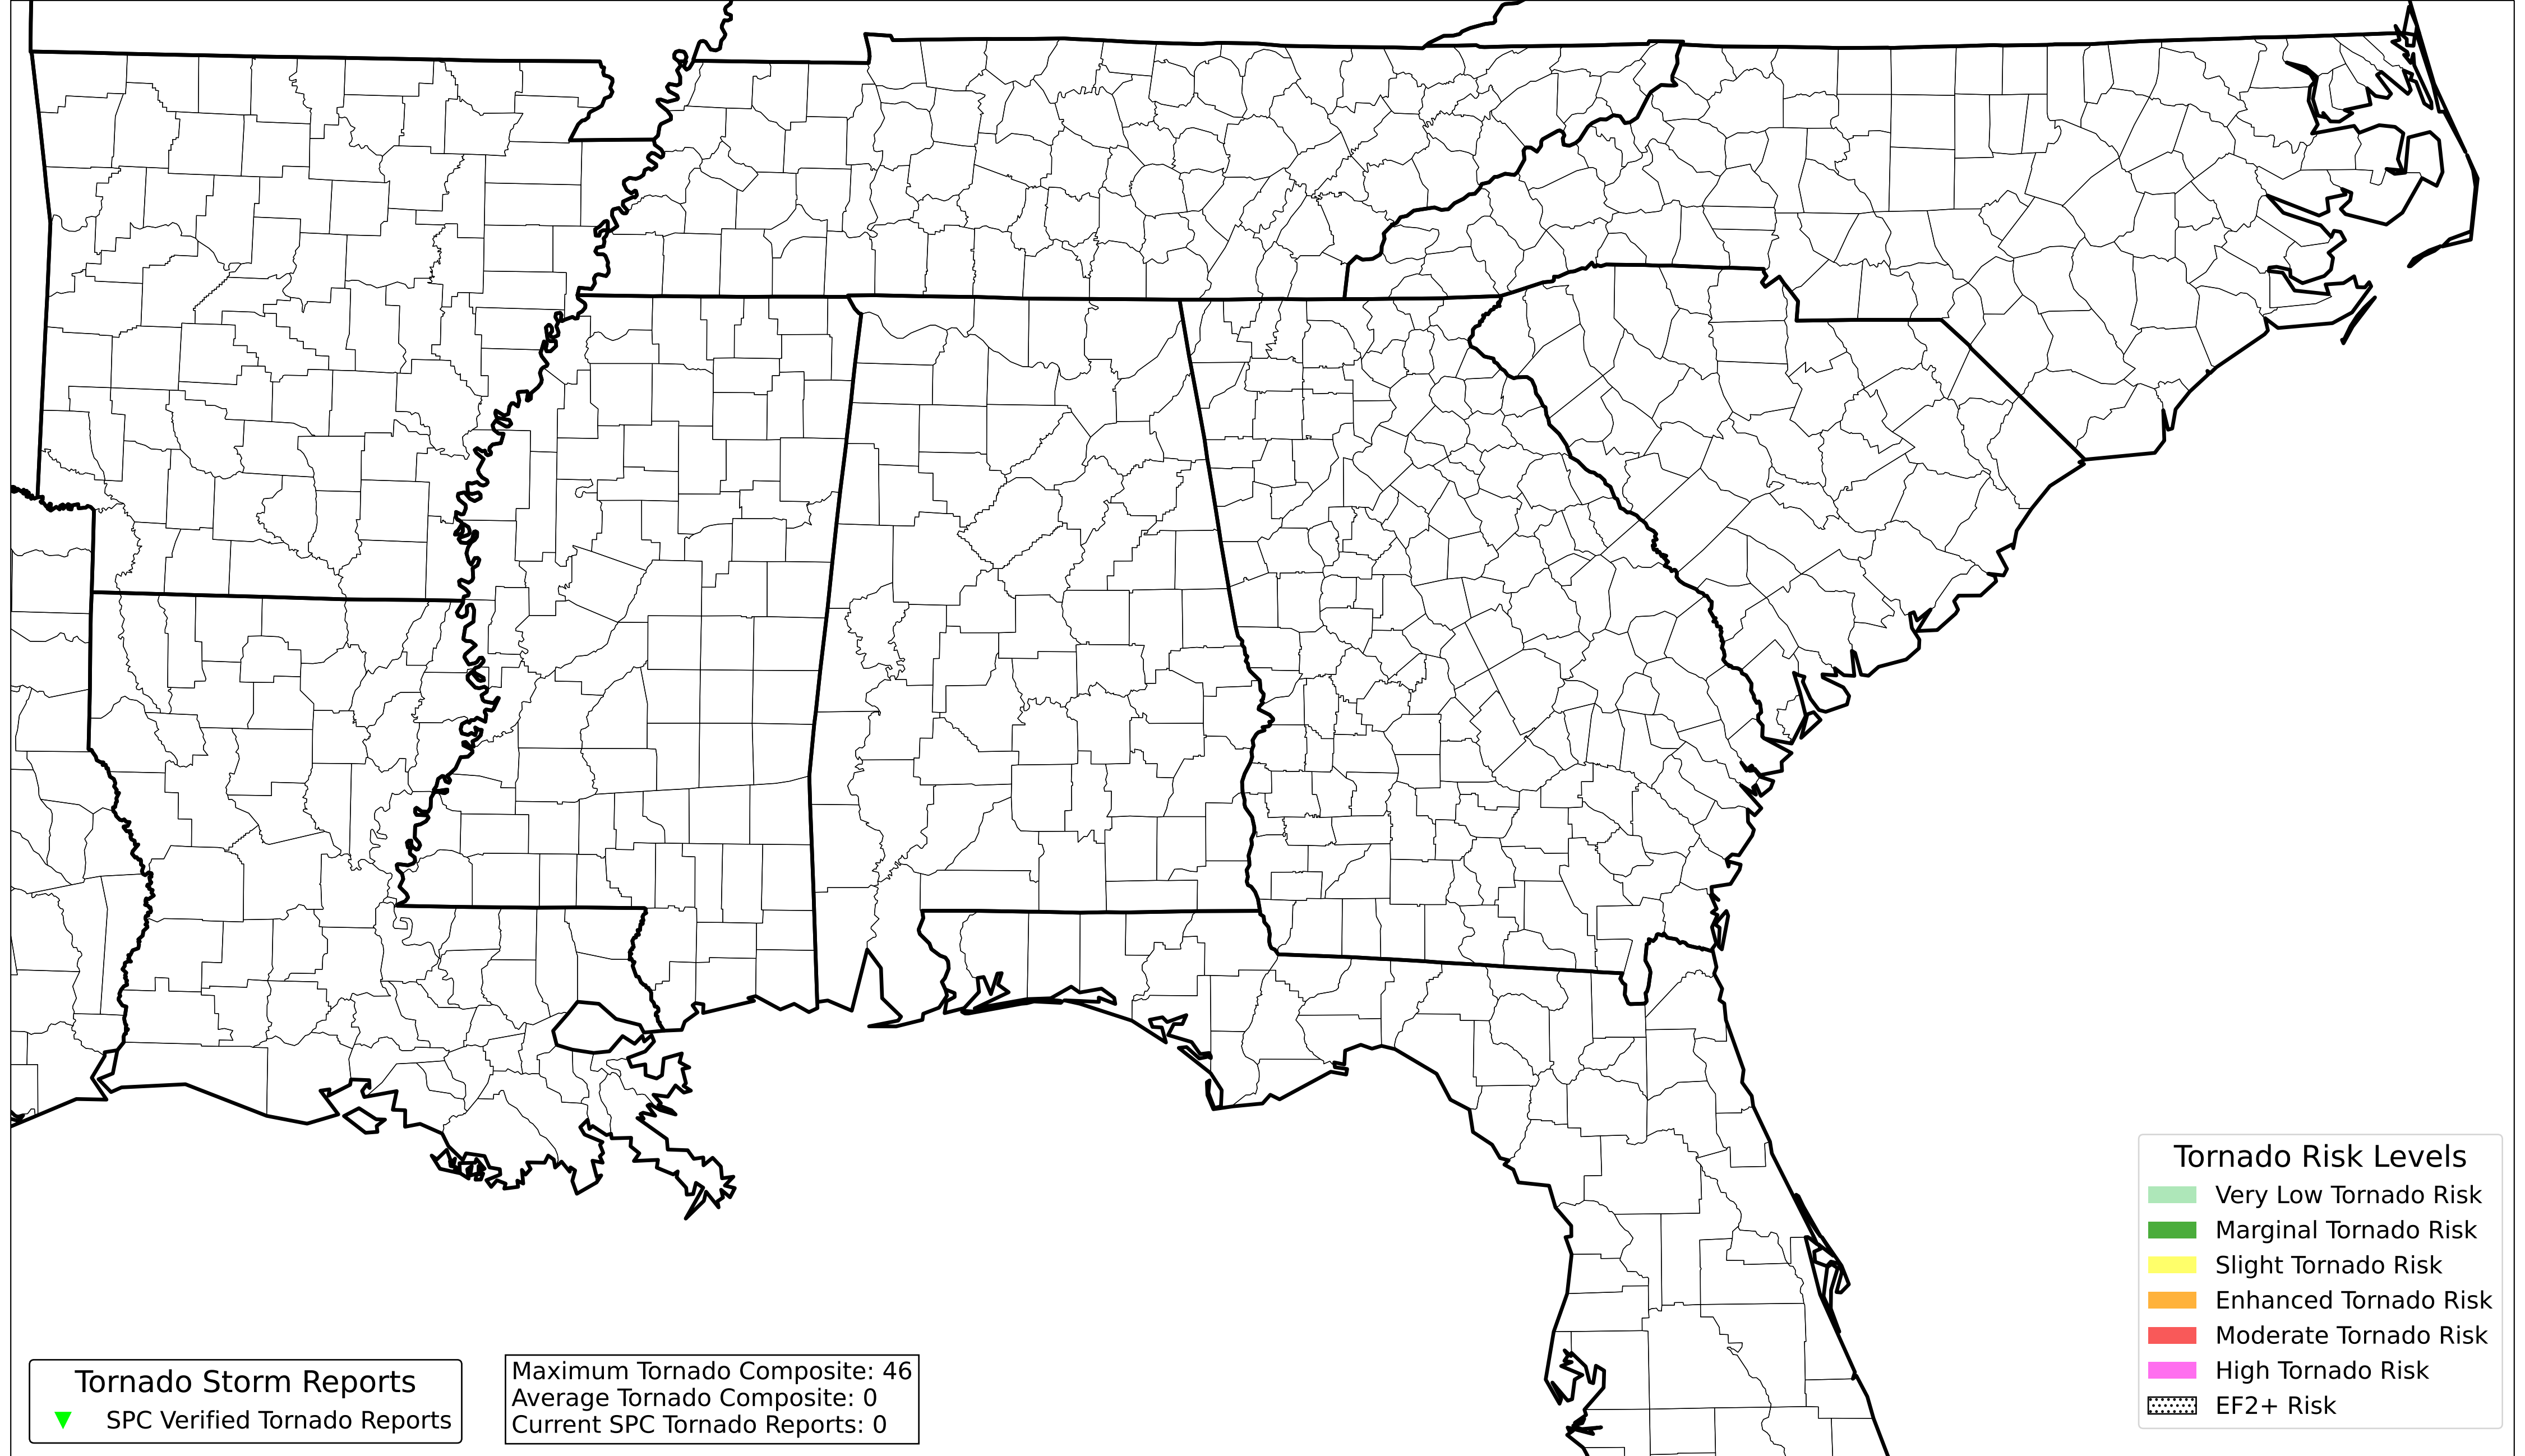 Tornado Storm Reports
SPC Verified Tornado Reports
Maximum Tornado Composite: 46
Average Tornado Composite: 0
Current SPC Tornado Reports: 0
Tornado Risk Levels
Very Low Tornado Risk
Marginal Tornado Risk
Slight Tornado Risk
Enhanced Tornado Risk
Moderate Tornado Risk
High Tornado Risk
EF2+ Risk